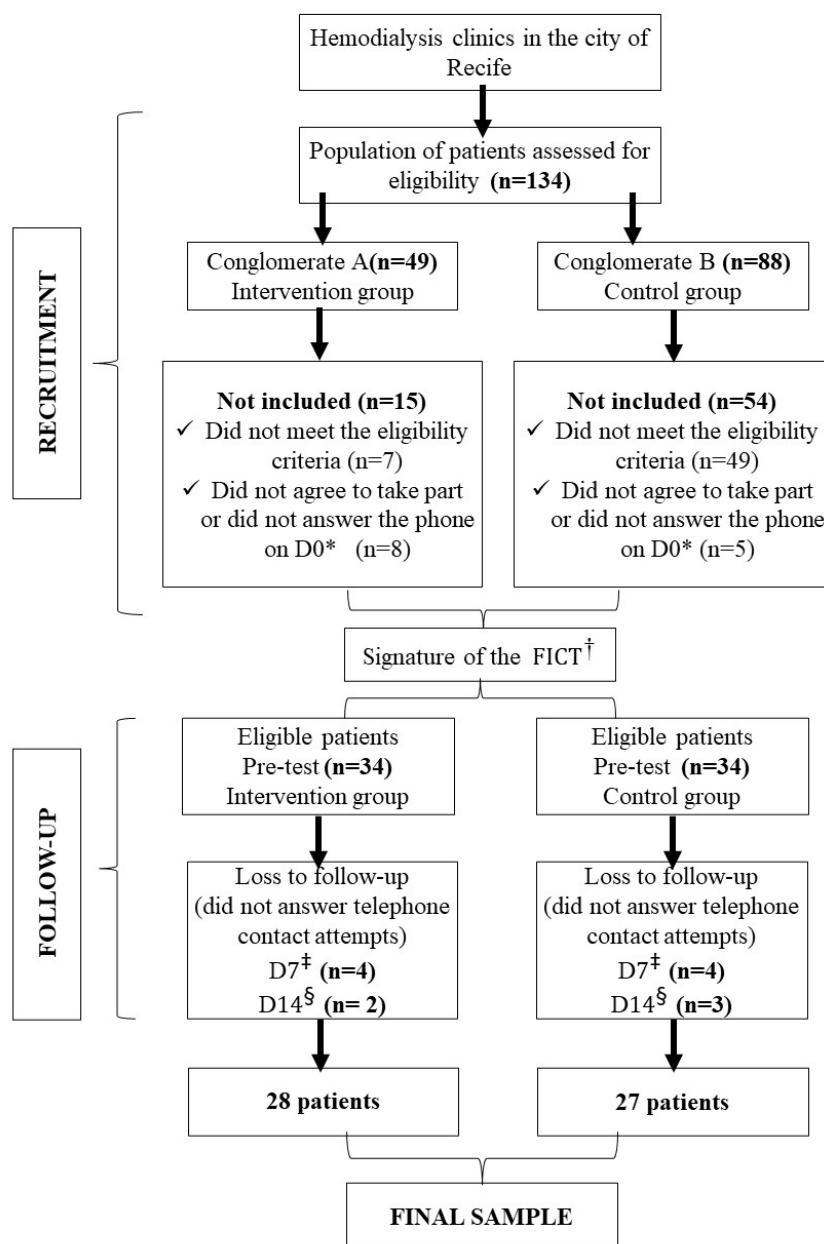 Hemodialysis clinics in the city of
Recife
Population of patients assessed for
eligibility (n=134)
RECRUITMENT
Conglomerate A(n=49)
Intervention group
Conglomerate B (n=88)
Control group
Not included (n=15)
✓ Did not meet the eligibility
criteria (n=7)
✓ Did not agree to take part
or did not answer the phone
on D0* (n=8)
Not included (n=54)
✓ Did not meet the eligibility
criteria (n=49)
✓ Did not agree to take part
or did not answer the phone
on D0* (n=5)
Signature of the FICT†
FOLLOW-UP
Eligible patients
Pre-test (n=34)
Intervention group
Eligible patients
Pre-test (n=34)
Control group
Loss to follow-up
(did not answer telephone
contact attempts)
D7‡ (n=4)
D14§ (n= 2)
Loss to follow-up
(did not answer telephone
contact attempts)
D7‡ (n=4)
D14§ (n=3)
28 patients
27 patients
FINAL SAMPLE